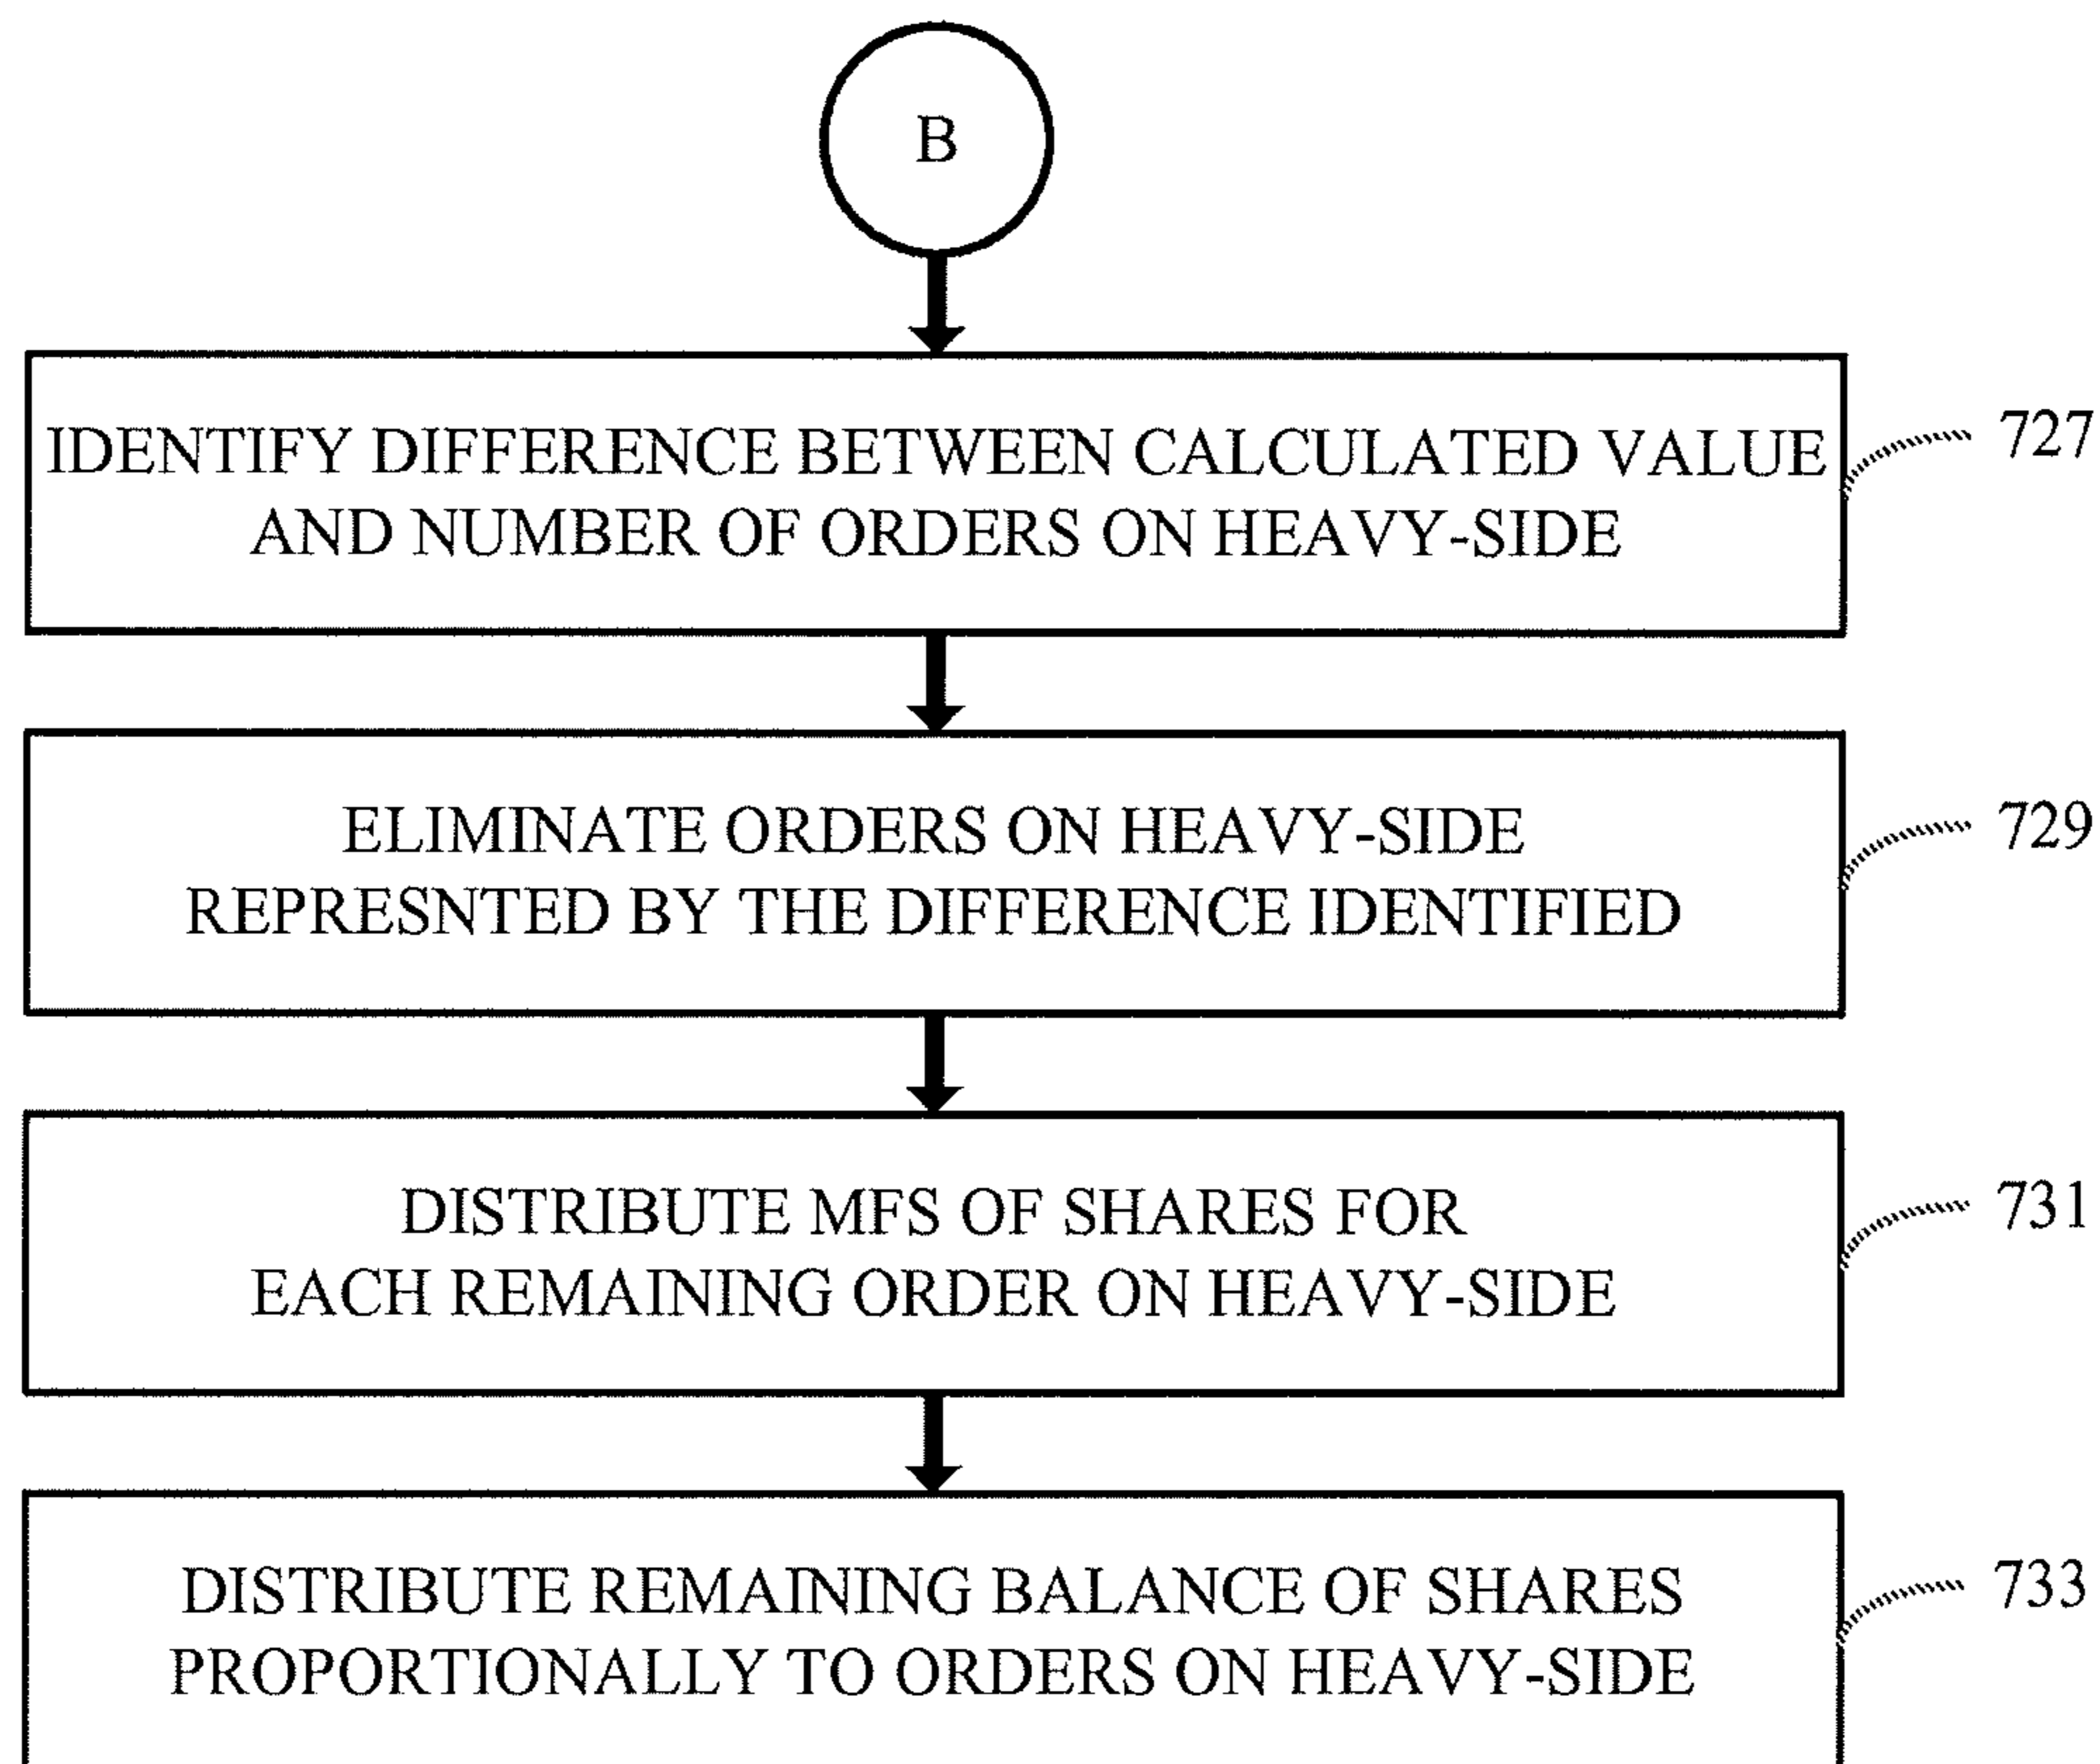 B
IDENTIFY DIFFERENCE BETWEEN CALCULATED VALUE
AND NUMBER OF ORDERS ON HEAVY-SIDE
727
ELIMINATE ORDERS ON HEAVY-SIDE
REPRESNTED BY THE DIFFERENCE IDENTIFIED
729
DISTRIBUTE MFS OF SHARES FOR
EACH REMAINING ORDER ON HEAVY-SIDE
731
DISTRIBUTE REMAINING BALANCE OF SHARES
PROPORTIONALLY TO ORDERS ON HEAVY-SIDE
733